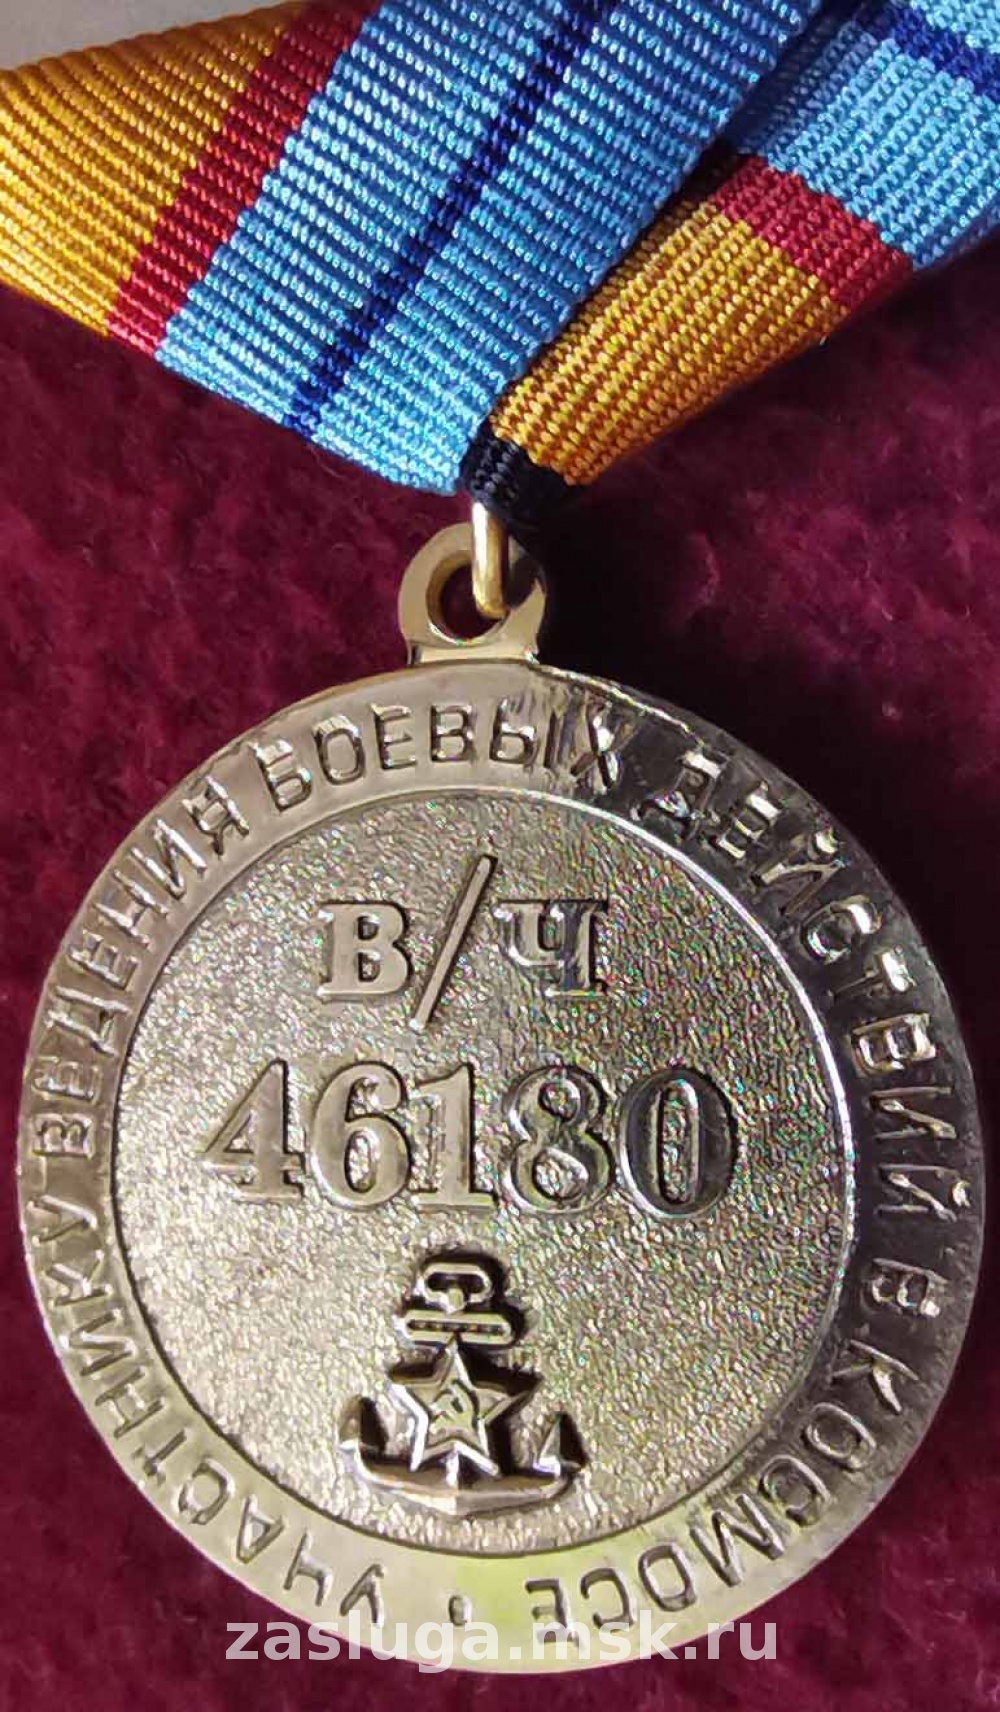 УЧАСТНИКУ ВЕДЕНИЯ БОЕВЫХ ДЕЙСТВИЙ В КОСМОСЕ •
В/Ч
46180
zasluga.msk.ru